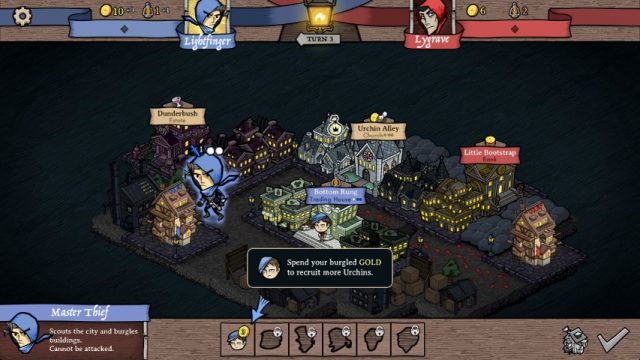 10
1
Lightfinger
TURN 3
Lygrave
6
2
Dunderbush
Estate
Urchin Alley
Church
Little Bootstrap
Bank
Bottom Rung
Trading House
Spend your burgled GOLD
to recruit more Urchins.
Master Thief
Scouts the city and burgles
buildings.
Cannot be attacked.